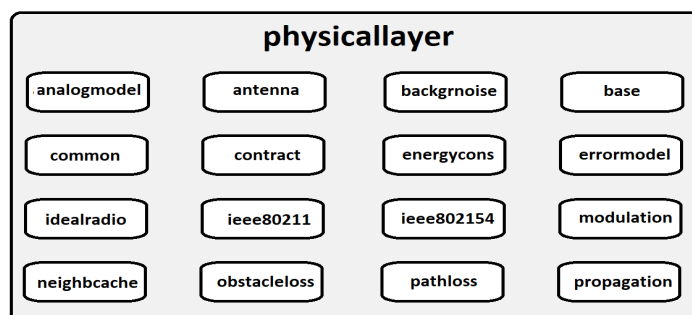 physicallayer
analogmodel antenna backgrnoise base
common contract energycons errormodel
idealradio ieee80211 ieee802154 modulation
neighbcache obstacleloss pathloss propagation